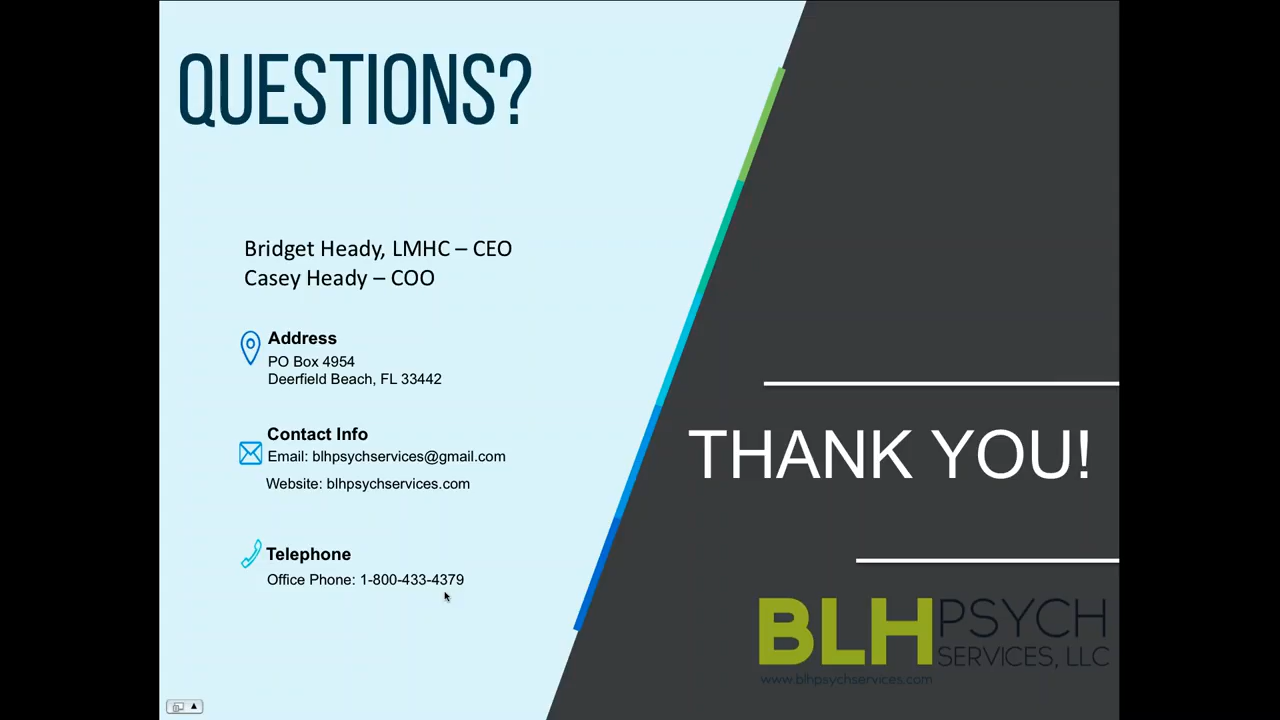 QUESTIONS?
Bridget Heady, LMHC – CEO
Casey Heady – COO
Address
PO Box 4954
Deerfield Beach, FL 33442
Contact Info
Email: blhpsychservices@gmail.com
Website: blhpsychservices.com
Telephone
Office Phone: 1-800-433-4379
THANK YOU!
BLH PSYCH
SERVICES, LLC
www.blhpsychservices.com